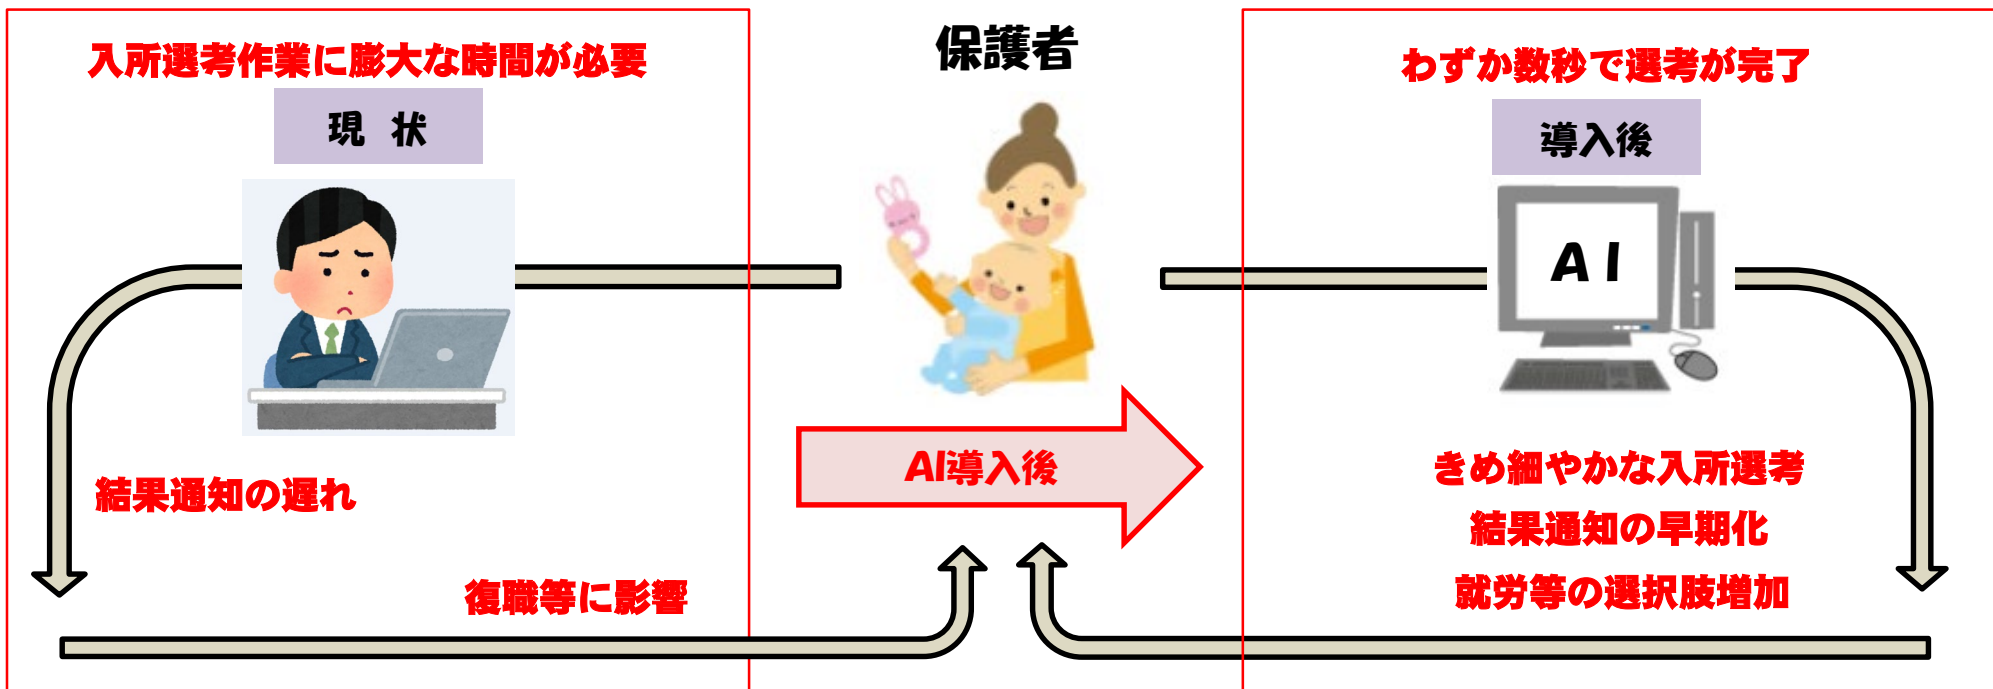 入所選考作業に膨大な時間が必要
現 状
結果通知の遅れ
復職等に影響
保護者
AI導入後
わずか数秒で選考が完了
導入後
AI
きめ細やかな入所選考
結果通知の早期化
就労等の選択肢増加